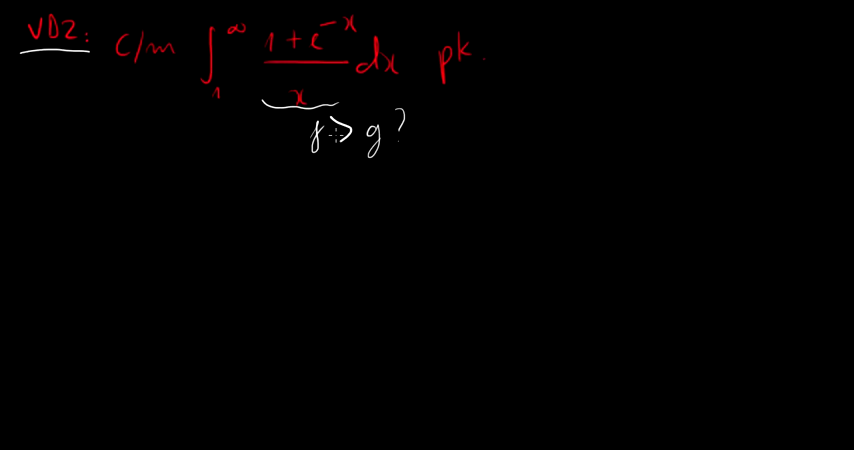 VD2: C/m ∫₁^∞ (1 + e^{-x})/x dx pk.
f > g ?